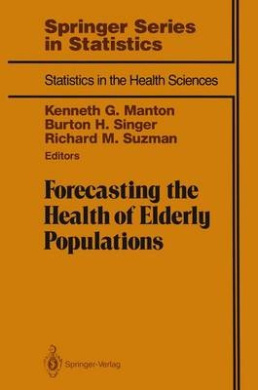 Springer Series
in Statistics
Statistics in the Health Sciences
Kenneth G. Manton
Burton H. Singer
Richard M. Suzman
Editors
Forecasting the
Health of Elderly
Populations
Springer-Verlag